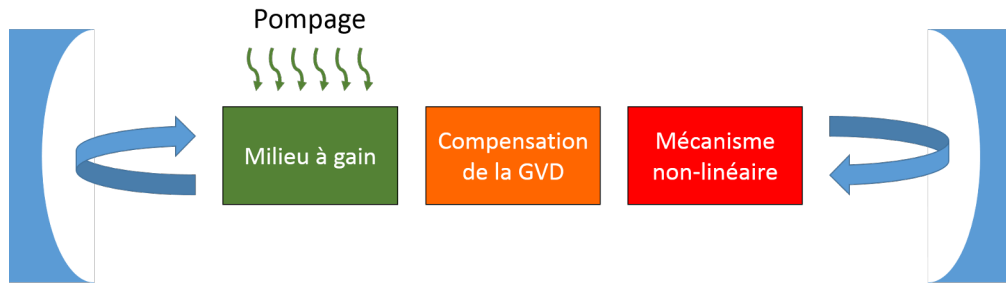 Pompage
Milieu à gain
Compensation
de la GVD
Mécanisme
non-linéaire